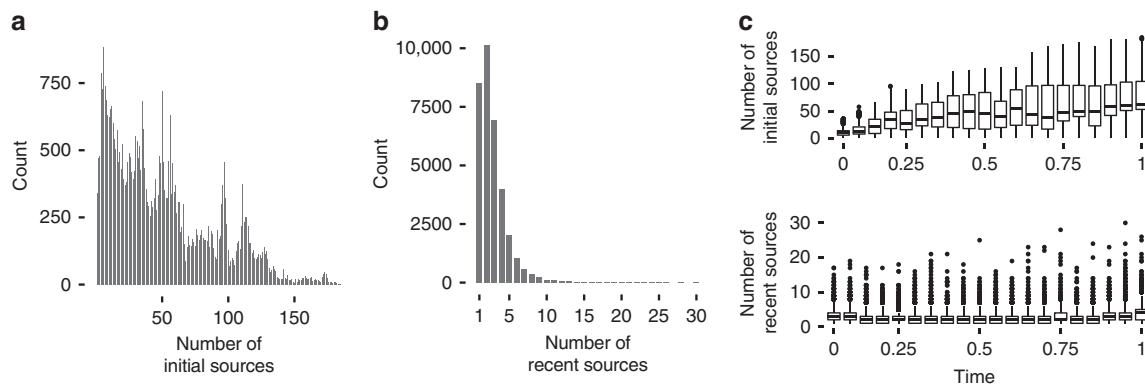 a
750
500
250
0
Count
50
100
150
Number of
initial sources
b
10,000
7500
5000
2500
0
Count
1
5
10
15
20
25
30
Number of
recent sources
c
Number of
initial sources
150
100
50
0
0
0.25
0.5
0.75
1
Number of
recent sources
30
20
10
0
0
0.25
0.5
0.75
1
Time